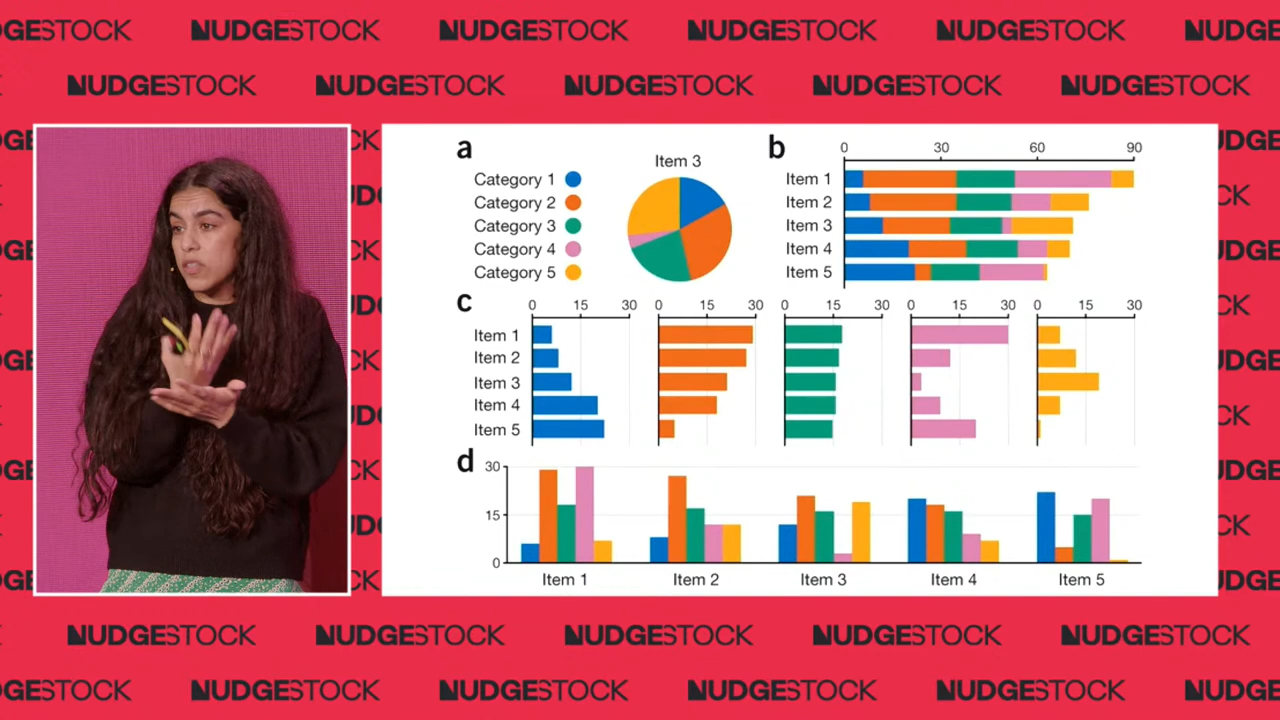 GESTOCK NUDGESTOCK NUDGESTOCK NUDGESTOCK NUDGESTOCK NUDGE
NUDGESTOCK NUDGESTOCK NUDGESTOCK NUDGESTOCK NUDGESTOCK
a
Item 3
Category 1
Category 2
Category 3
Category 4
Category 5
b
0 30 60 90
Item 1
Item 2
Item 3
Item 4
Item 5
c
0 15 30 0 15 30 0 15 30 0 15 30 0 15 30
Item 1
Item 2
Item 3
Item 4
Item 5
d
30
15
0
Item 1 Item 2 Item 3 Item 4 Item 5
NUDGESTOCK NUDGESTOCK NUDGESTOCK NUDGESTOCK NUDGESTOCK
GESTOCK NUDGESTOCK NUDGESTOCK NUDGESTOCK NUDGESTOCK NUDGE